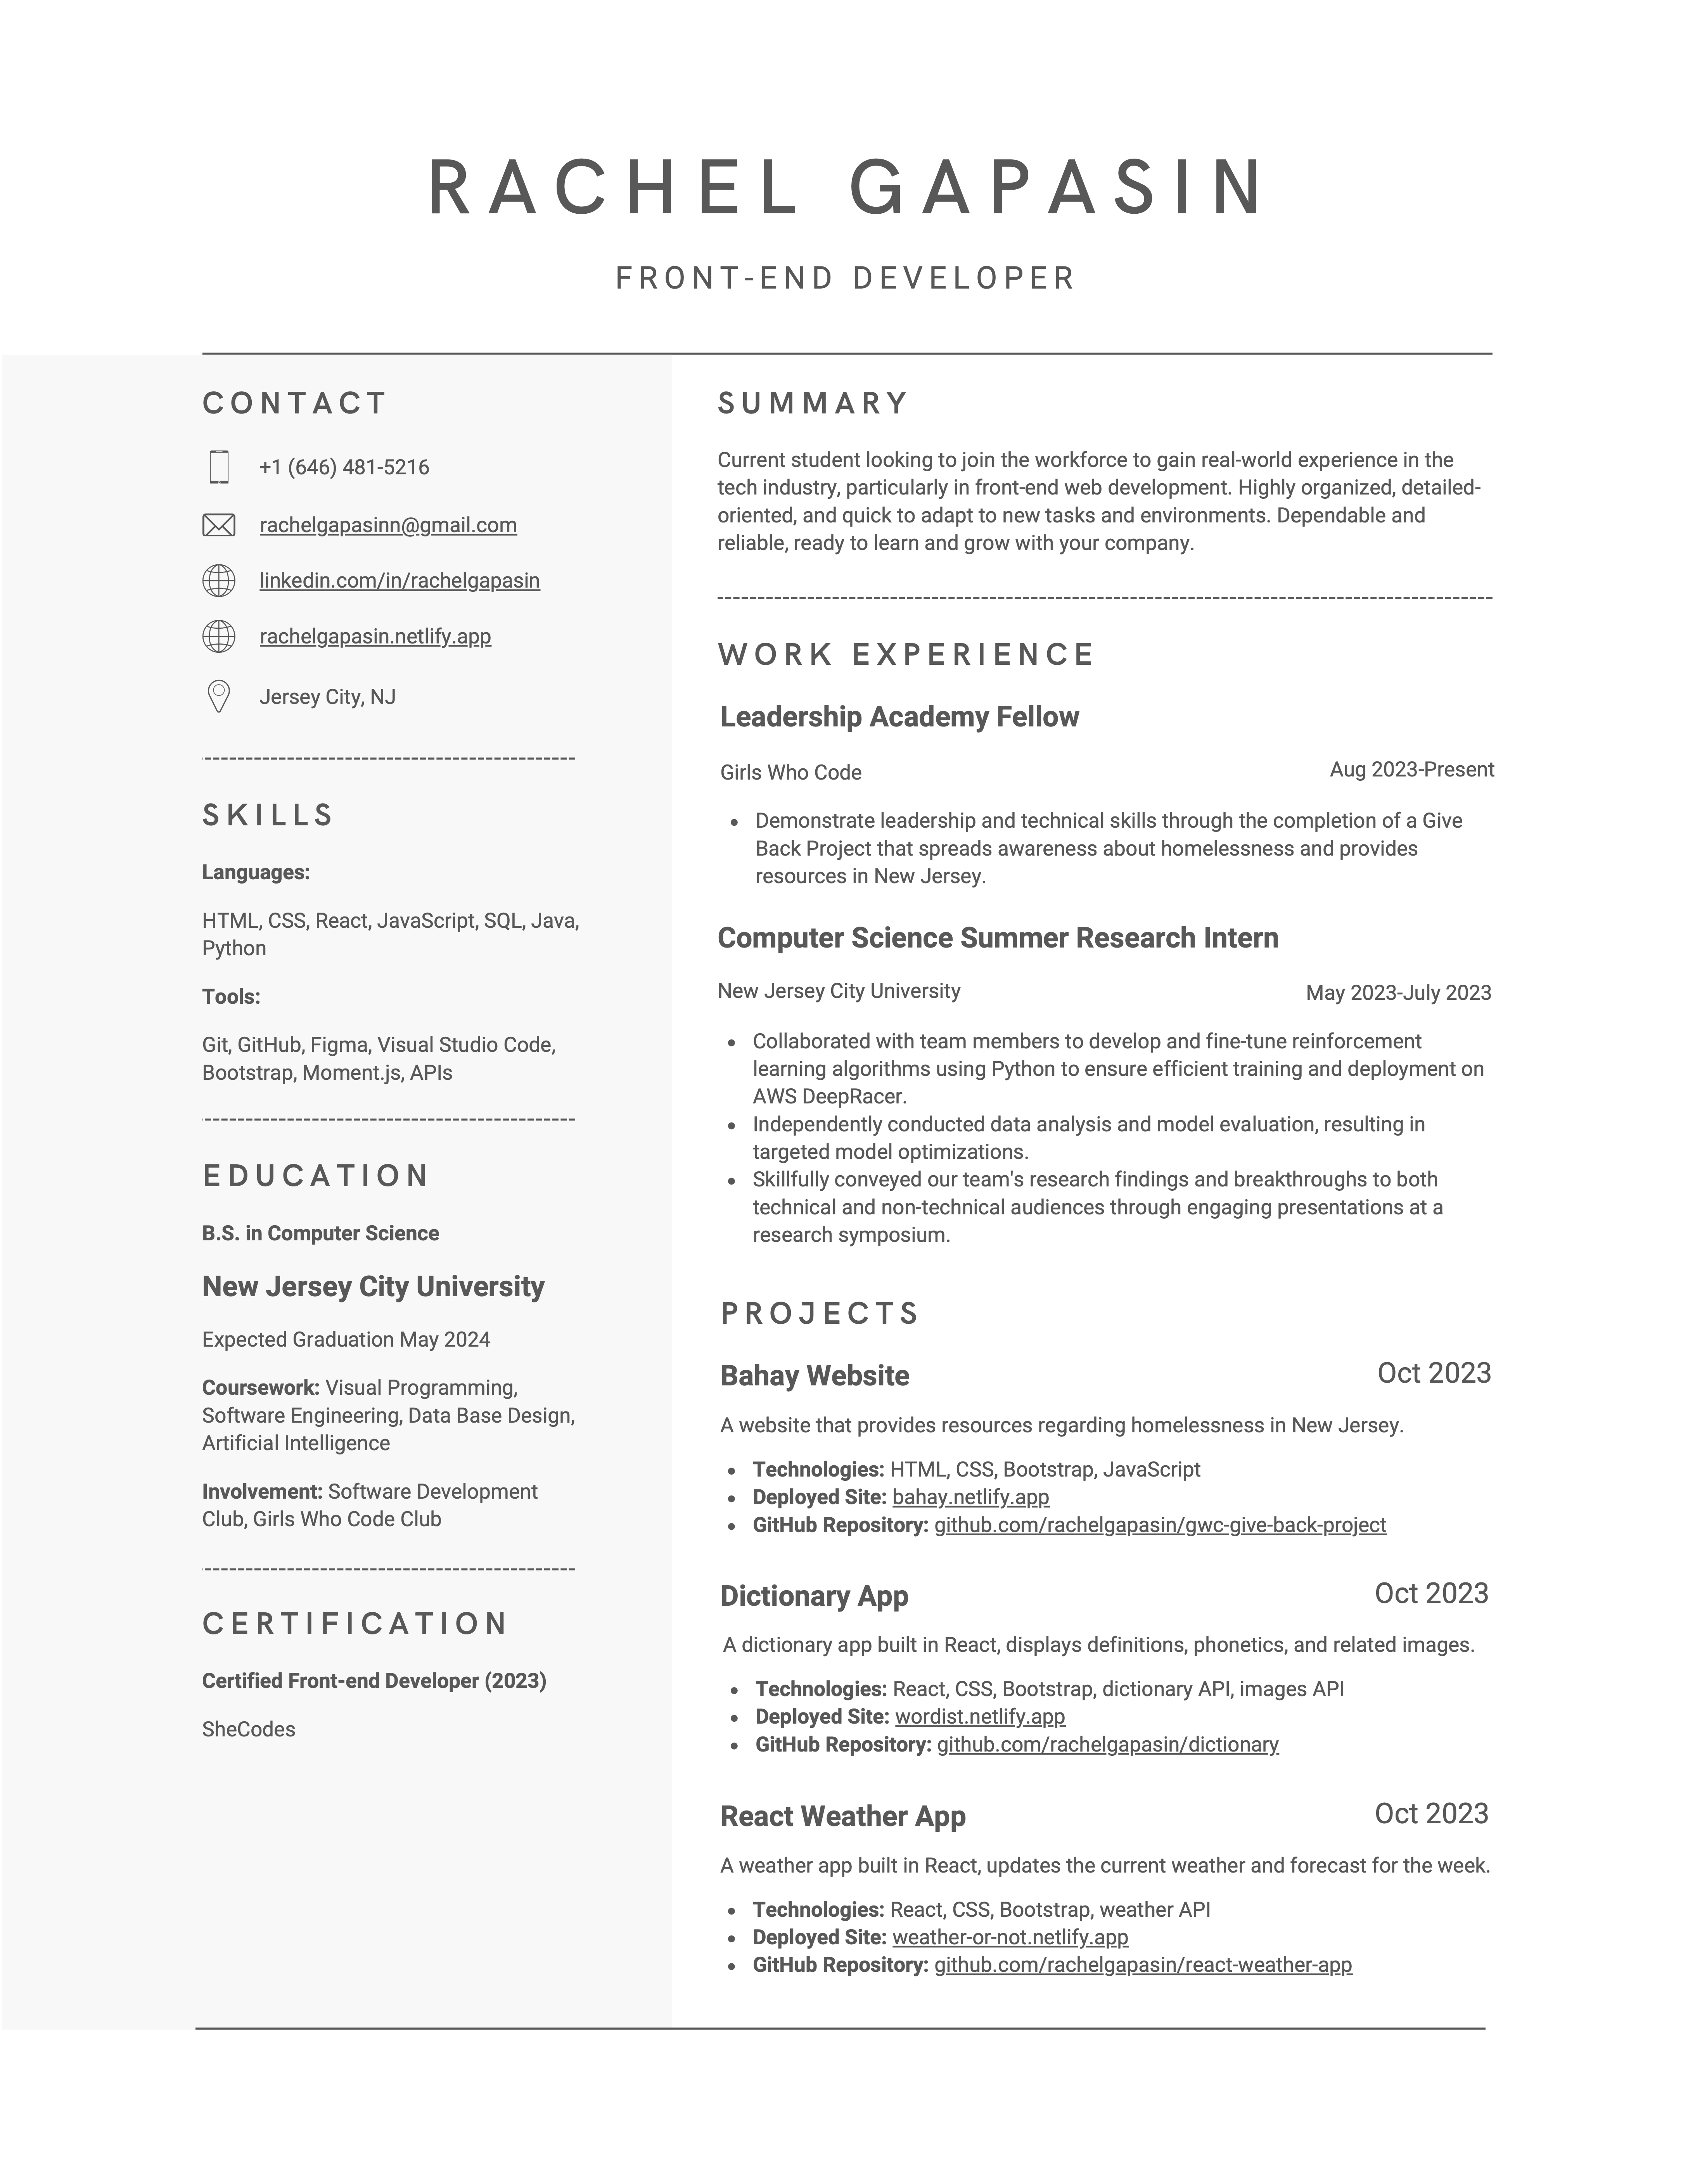 RACHEL GAPASIN
FRONT-END DEVELOPER
CONTACT
+1 (646) 481-5216
rachelgapasinn@gmail.com
linkedin.com/in/rachelgapasin
rachelgapasin.netlify.app
Jersey City, NJ
SKILLS
Languages:
HTML, CSS, React, JavaScript, SQL, Java,
Python
Tools:
Git, GitHub, Figma, Visual Studio Code,
Bootstrap, Moment.js, APIs
EDUCATION
B.S. in Computer Science
New Jersey City University
Expected Graduation May 2024
Coursework: Visual Programming,
Software Engineering, Data Base Design,
Artificial Intelligence
Involvement: Software Development
Club, Girls Who Code Club
CERTIFICATION
Certified Front-end Developer (2023)
SheCodes
SUMMARY
Current student looking to join the workforce to gain real-world experience in the
tech industry, particularly in front-end web development. Highly organized, detailed-
oriented, and quick to adapt to new tasks and environments. Dependable and
reliable, ready to learn and grow with your company.
WORK EXPERIENCE
Leadership Academy Fellow
Girls Who Code Aug 2023-Present
• Demonstrate leadership and technical skills through the completion of a Give
Back Project that spreads awareness about homelessness and provides
resources in New Jersey.
Computer Science Summer Research Intern
New Jersey City University May 2023-July 2023
• Collaborated with team members to develop and fine-tune reinforcement
learning algorithms using Python to ensure efficient training and deployment on
AWS DeepRacer.
• Independently conducted data analysis and model evaluation, resulting in
targeted model optimizations.
• Skillfully conveyed our team's research findings and breakthroughs to both
technical and non-technical audiences through engaging presentations at a
research symposium.
PROJECTS
Bahay Website Oct 2023
A website that provides resources regarding homelessness in New Jersey.
• Technologies: HTML, CSS, Bootstrap, JavaScript
• Deployed Site: bahay.netlify.app
• GitHub Repository: github.com/rachelgapasin/gwc-give-back-project
Dictionary App Oct 2023
A dictionary app built in React, displays definitions, phonetics, and related images.
• Technologies: React, CSS, Bootstrap, dictionary API, images API
• Deployed Site: wordist.netlify.app
• GitHub Repository: github.com/rachelgapasin/dictionary
React Weather App Oct 2023
A weather app built in React, updates the current weather and forecast for the week.
• Technologies: React, CSS, Bootstrap, weather API
• Deployed Site: weather-or-not.netlify.app
• GitHub Repository: github.com/rachelgapasin/react-weather-app